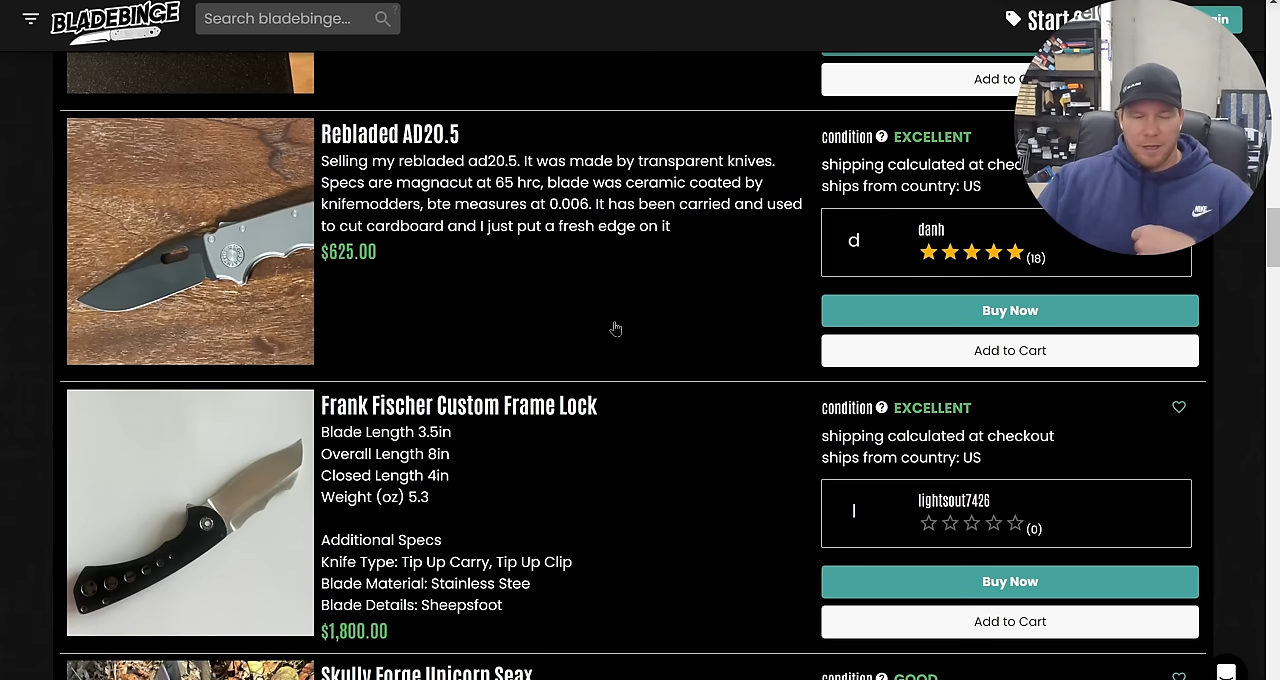 BLADEBINGE
Search bladebinge...
Start
in
Add to C
Rebladed AD20.5
Selling my rebladed ad20.5. It was made by transparent knives.
Specs are magnacut at 65 hrc, blade was ceramic coated by
knifemodders, bte measures at 0.006. It has been carried and used
to cut cardboard and I just put a fresh edge on it
$625.00
condition ? EXCELLENT
shipping calculated at chec
ships from country: US
d
danh
(18)
Buy Now
Add to Cart
Frank Fischer Custom Frame Lock
Blade Length 3.5in
Overall Length 8in
Closed Length 4in
Weight (oz) 5.3
Additional Specs
Knife Type: Tip Up Carry, Tip Up Clip
Blade Material: Stainless Stee
Blade Details: Sheepsfoot
$1,800.00
condition ? EXCELLENT
shipping calculated at checkout
ships from country: US
l
lightsout7426
(0)
Buy Now
Add to Cart
Skully Forge Unicorn Seax
condition ? GOOD